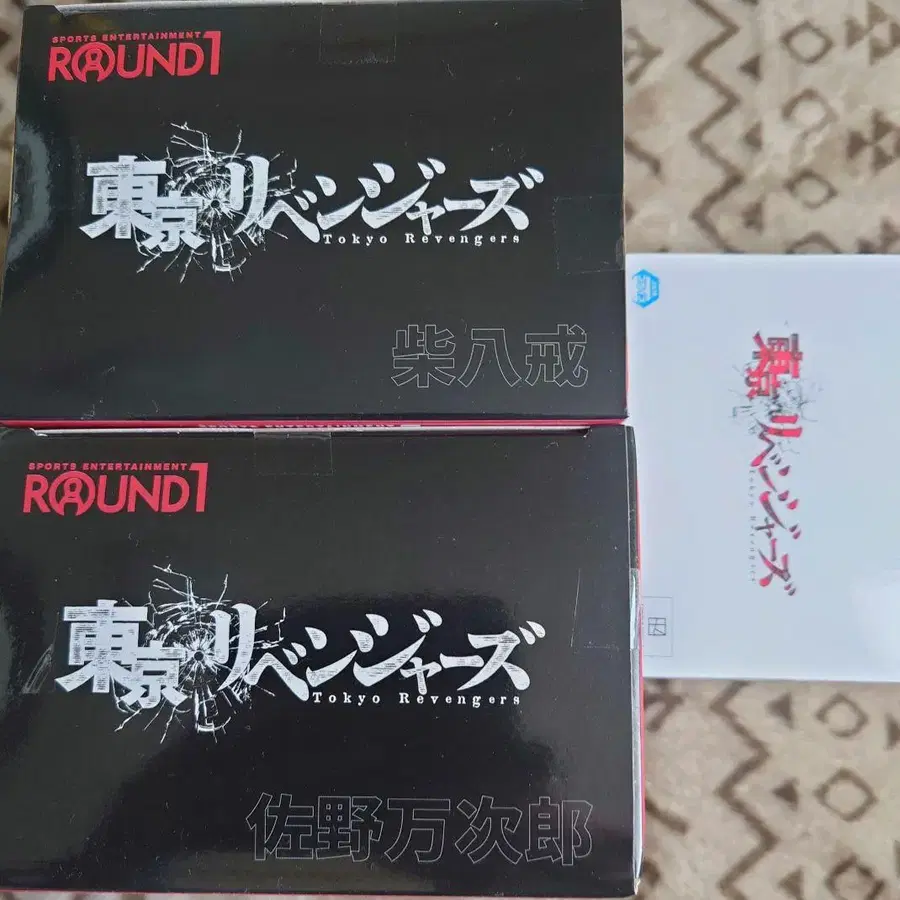 SPORTS ENTERTAINMENT
ROUND1
東京リベンジャーズ
Tokyo Revengers
柴八戒
SPORTS ENTERTAINMENT
ROUND1
東京リベンジャーズ
Tokyo Revengers
佐野万次郎
東京リベンジャーズ
Tokyo Revengers